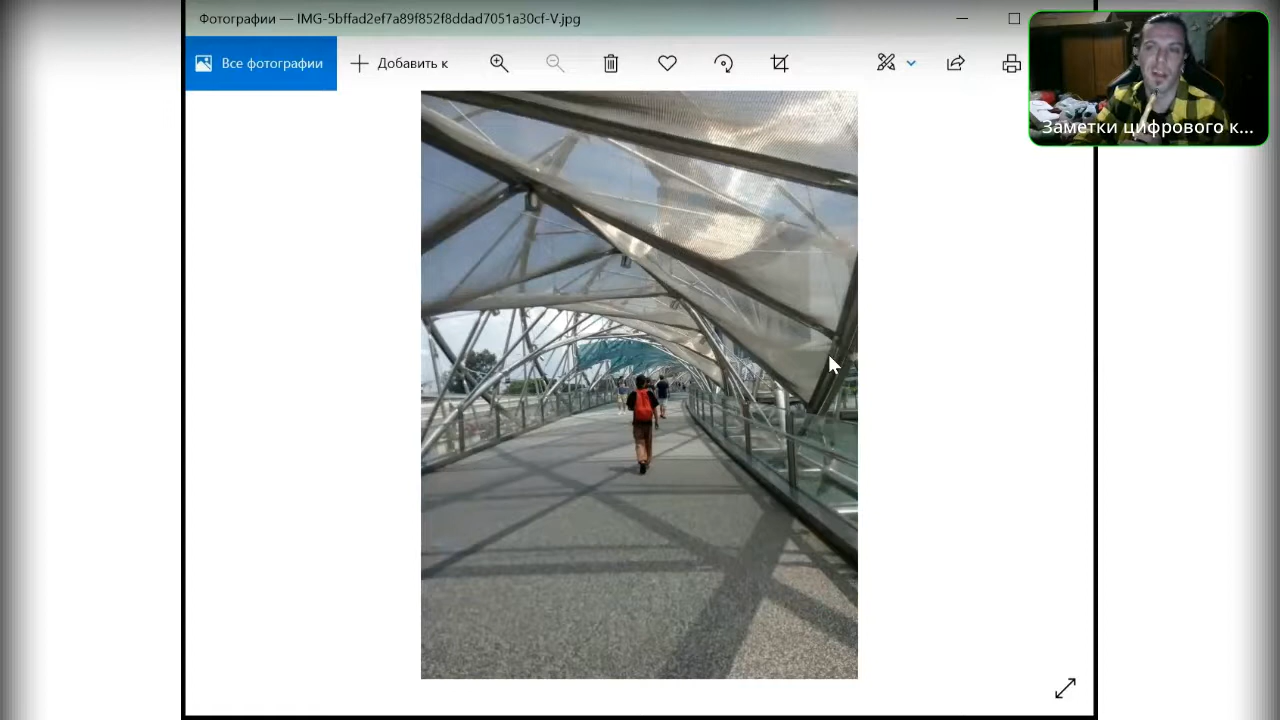 Фотографии — IMG-5bffad2ef7a89f852f8ddad7051a30cf-V.jpg
Все фотографии
Добавить к
Заметки цифрового к...